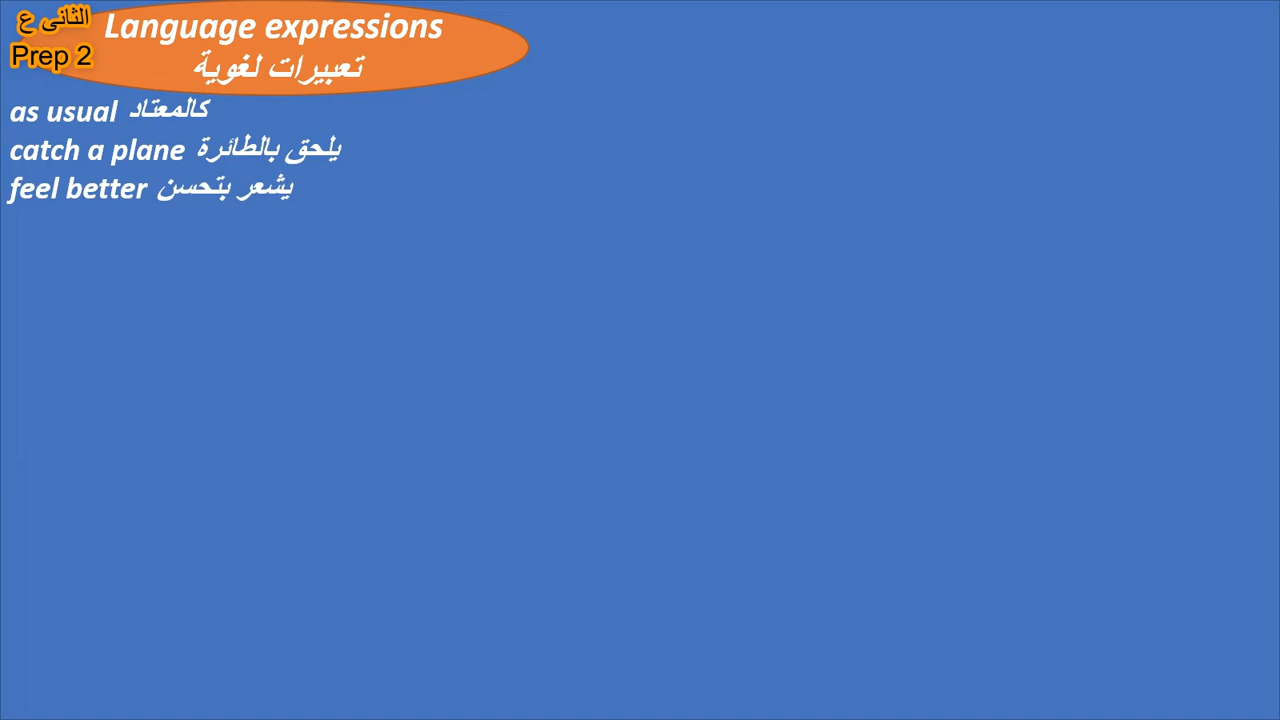 الثانى ع
Prep 2
Language expressions
تعبيرات لغوية
as usual كالمعتاد
catch a plane يلحق بالطائرة
feel better يشعر بتحسن